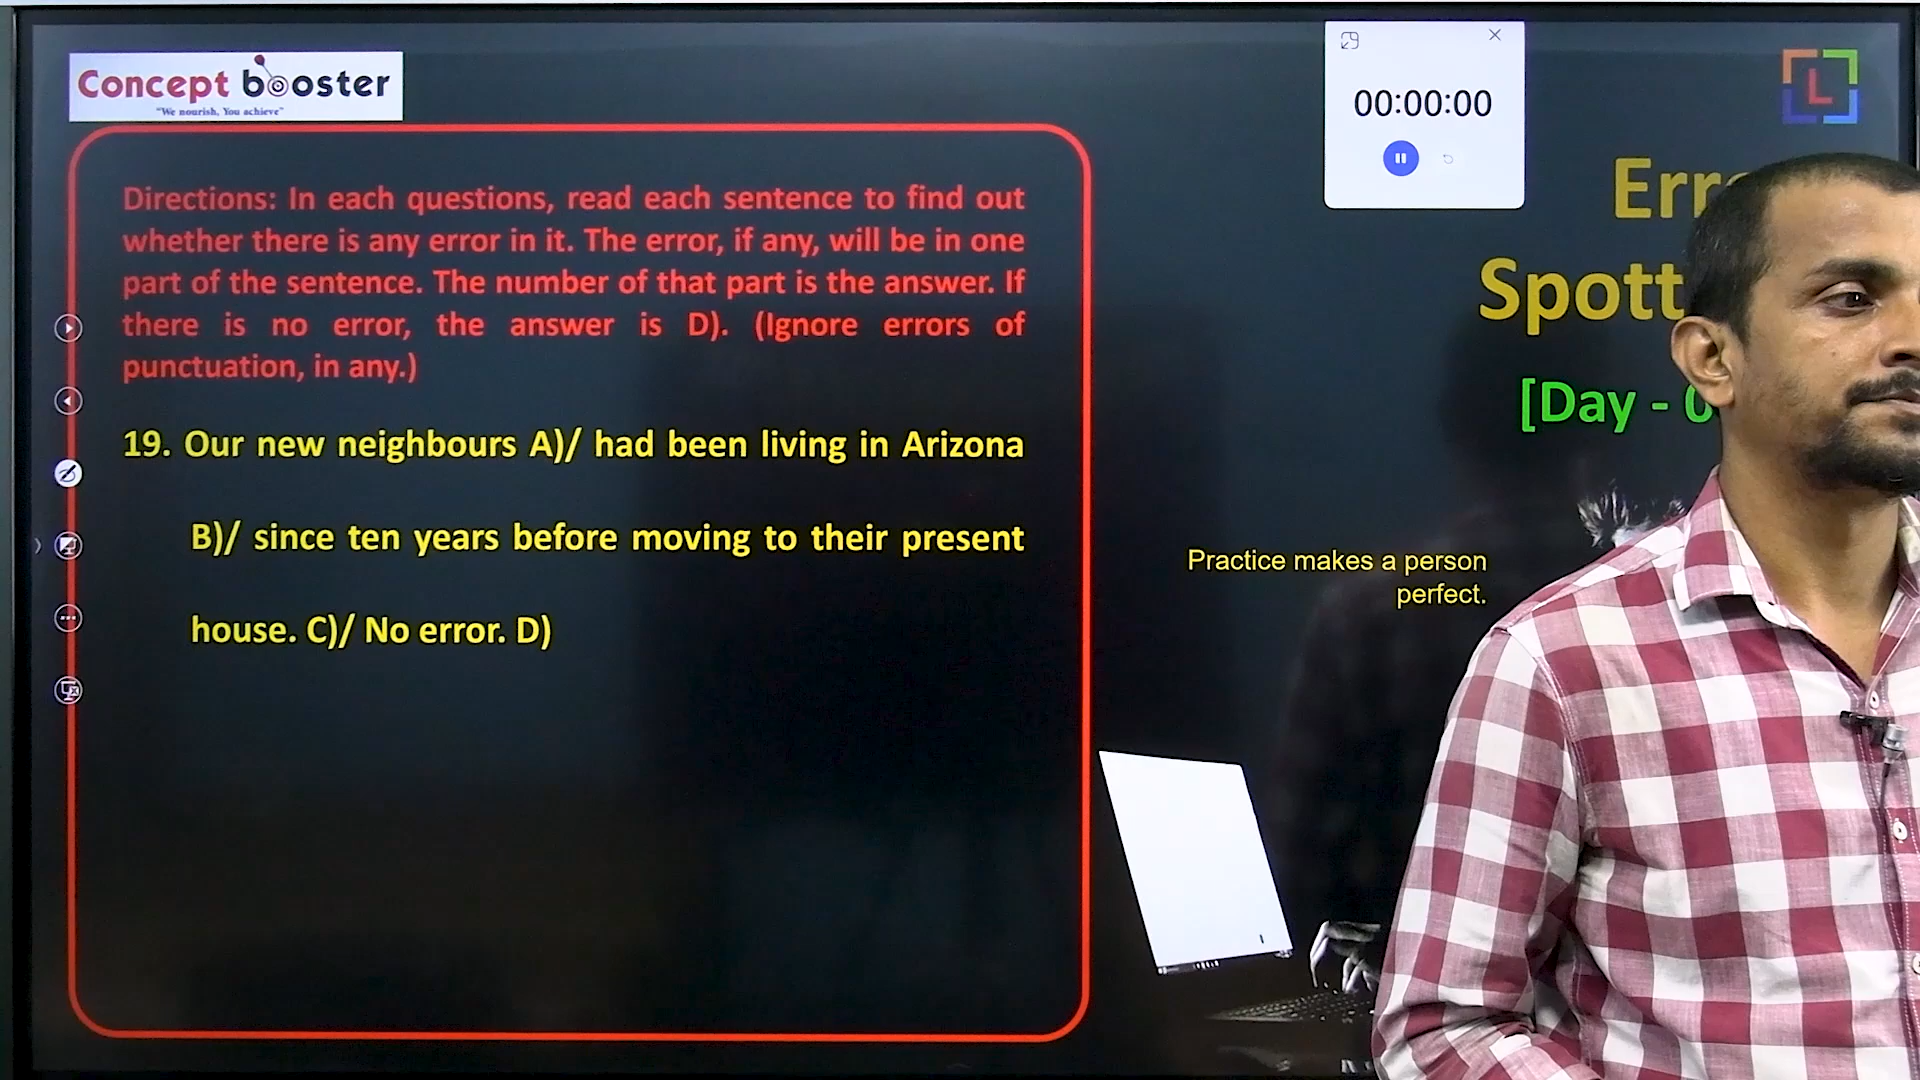 Concept booster
"We nourish, You achieve"
00:00:00
L
Directions: In each questions, read each sentence to find out
whether there is any error in it. The error, if any, will be in one
part of the sentence. The number of that part is the answer. If
there is no error, the answer is D). (Ignore errors of
punctuation, in any.)
19. Our new neighbours A)/ had been living in Arizona
B)/ since ten years before moving to their present
house. C)/ No error. D)
Spott
[Day - 0
Practice makes a person
perfect.